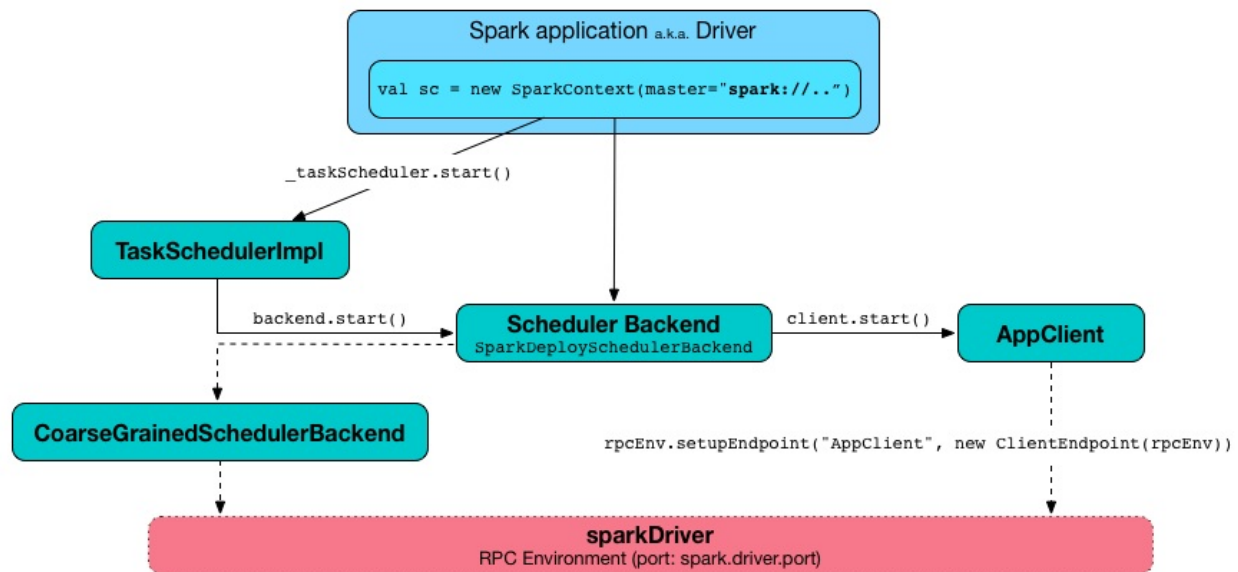 Spark application a.k.a. Driver
val sc = new SparkContext(master="spark://..”)
_taskScheduler.start()
TaskSchedulerImpl
backend.start()
Scheduler Backend
SparkDeploySchedulerBackend
client.start()
AppClient
CoarseGrainedSchedulerBackend
rpcEnv.setupEndpoint("AppClient", new ClientEndpoint(rpcEnv))
sparkDriver
RPC Environment (port: spark.driver.port)